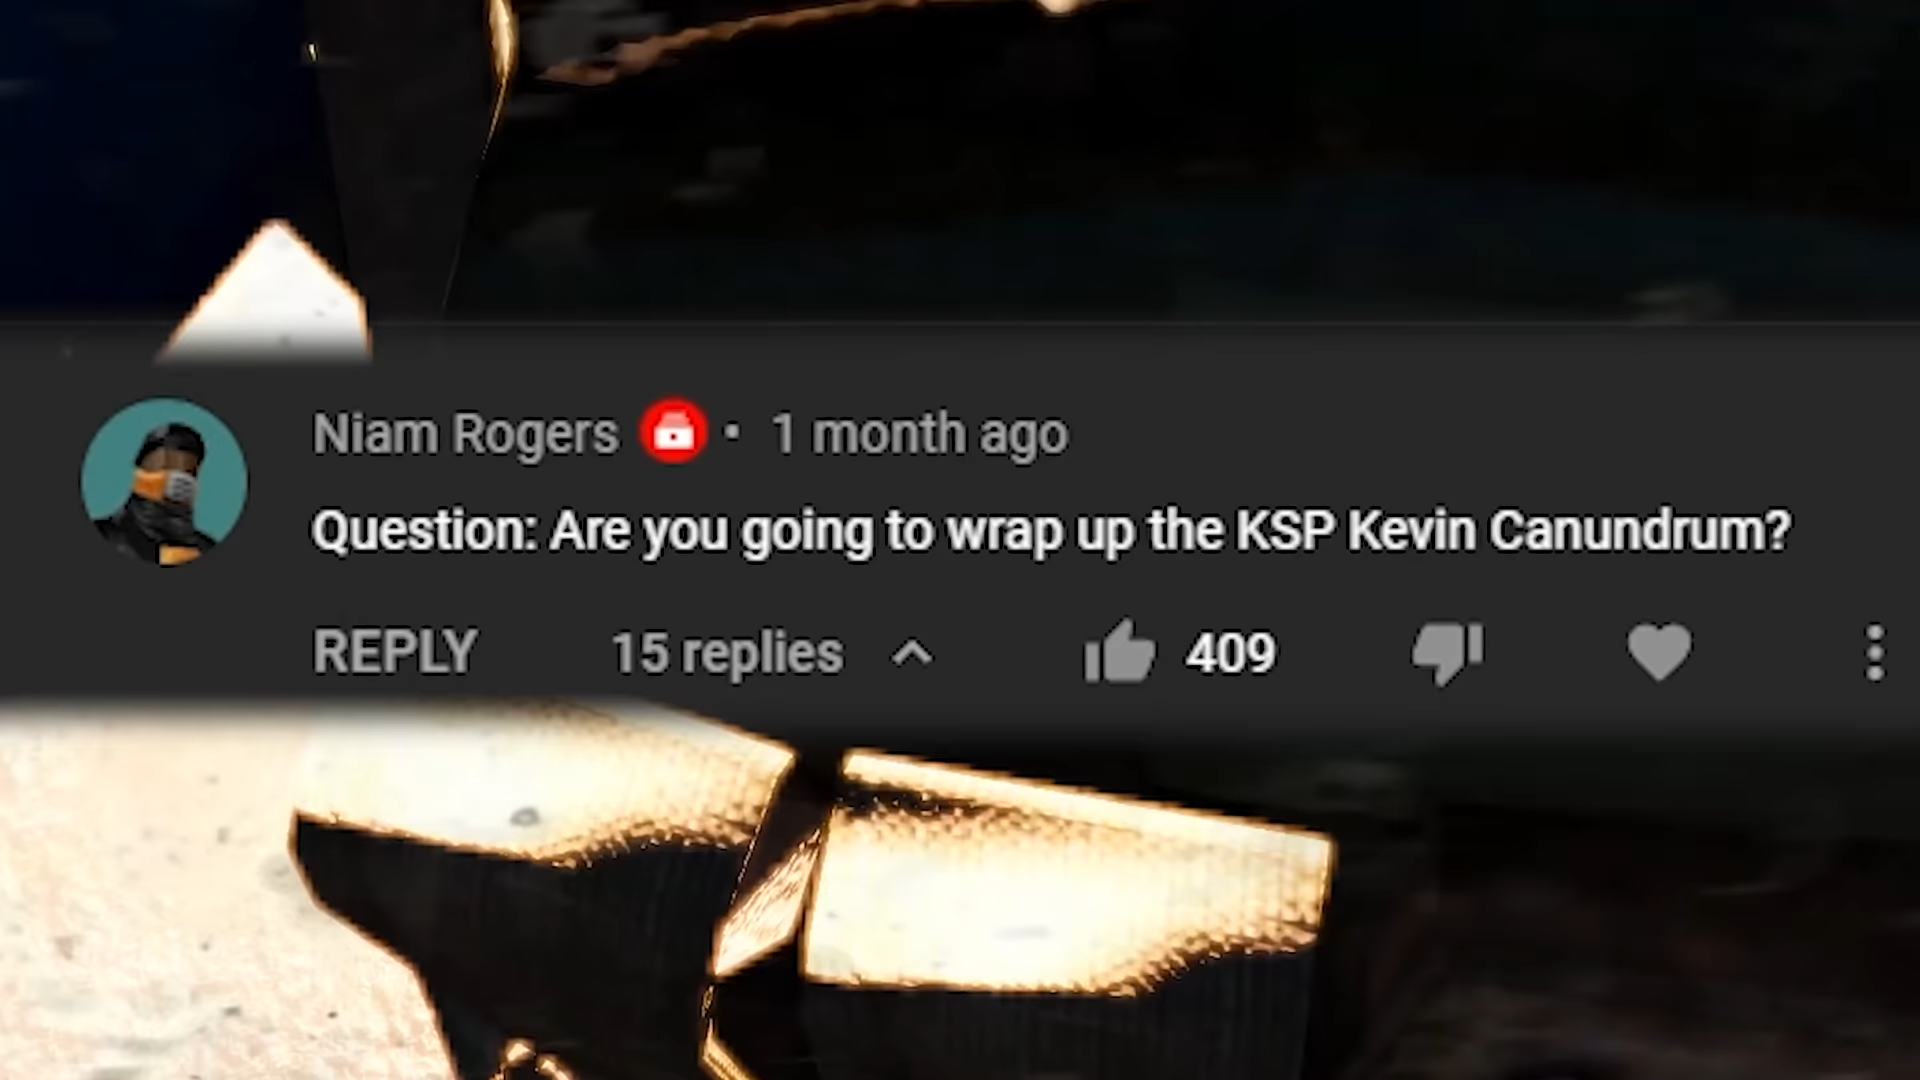 Niam Rogers • 1 month ago
Question: Are you going to wrap up the KSP Kevin Canundrum?
REPLY 15 replies 409